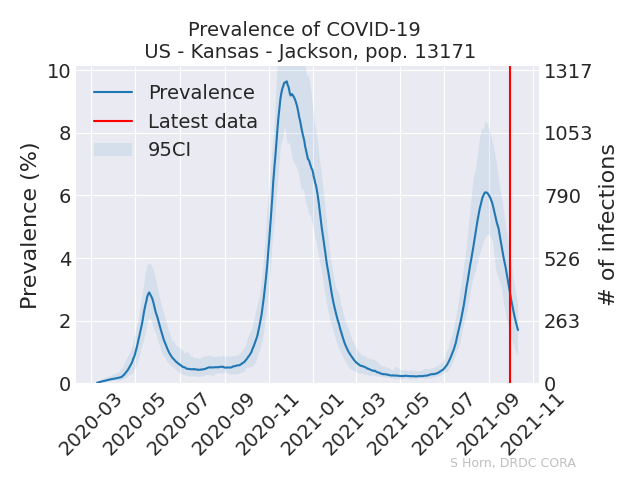 Prevalence of COVID-19
US - Kansas - Jackson, pop. 13171
Prevalence (%)
10
8
6
4
2
0
Prevalence
Latest data
95CI
1317
1053
790
526
263
0
# of infections
2020-03
2020-05
2020-07
2020-09
2020-11
2021-01
2021-03
2021-05
2021-07
2021-09
2021-11
S Horn, DRDC CORA